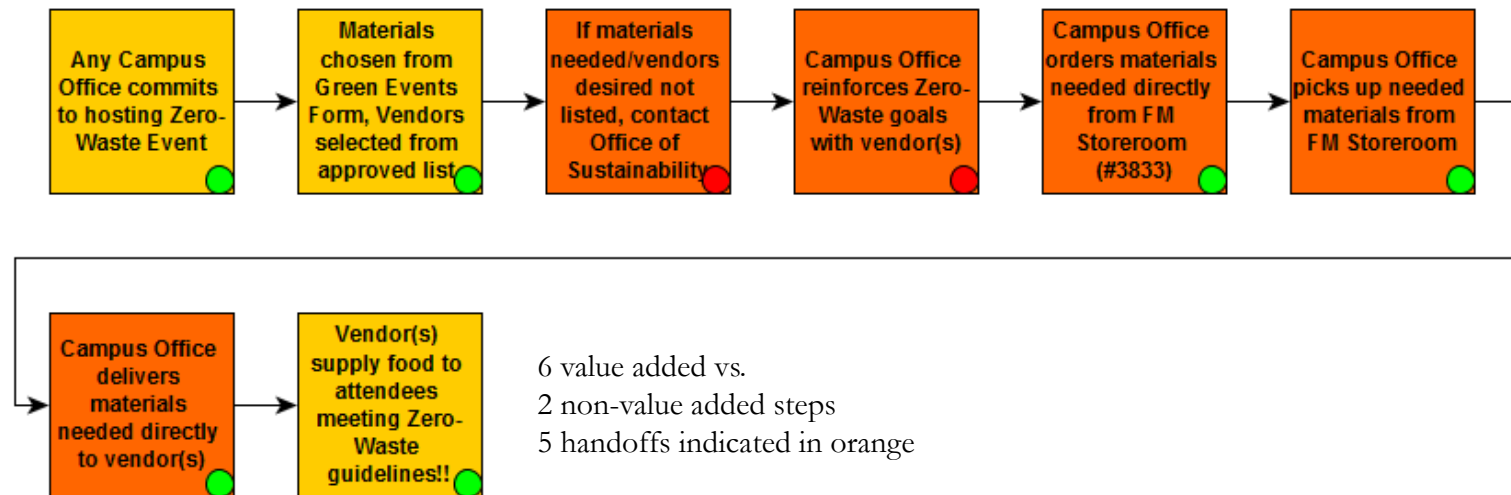 Any Campus
Office commits
to hosting Zero-
Waste Event
Materials
chosen from
Green Events
Form, Vendors
selected from
approved list
If materials
needed/vendors
desired not
listed, contact
Office of
Sustainability
Campus Office
reinforces Zero-
Waste goals
with vendor(s)
Campus Office
orders materials
needed directly
from FM
Storeroom
(#3833)
Campus Office
picks up needed
materials from
FM Storeroom
Campus Office
delivers
materials
needed directly
to vendor(s)
Vendor(s)
supply food to
attendees
meeting Zero-
Waste
guidelines!!
6 value added vs.
2 non-value added steps
5 handoffs indicated in orange